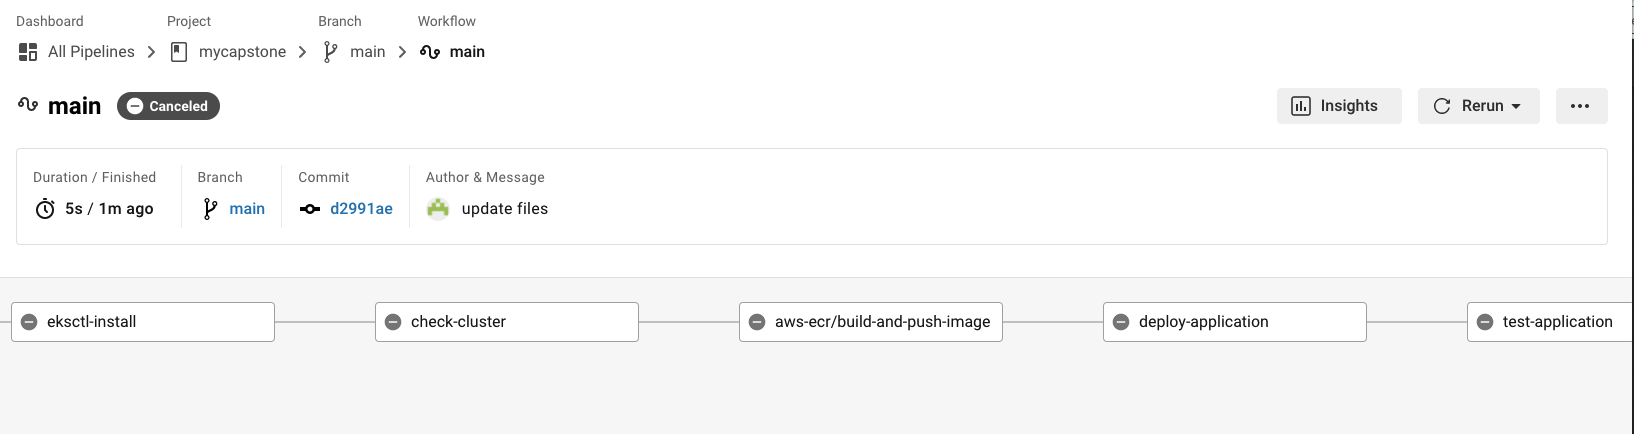 Dashboard Project Branch Workflow
All Pipelines mycapstone main main
main Canceled Insights Rerun
Duration / Finished Branch Commit Author & Message
5s / 1m ago main d2991ae update files
eksctl-install check-cluster aws-ecr/build-and-push-image deploy-application test-application